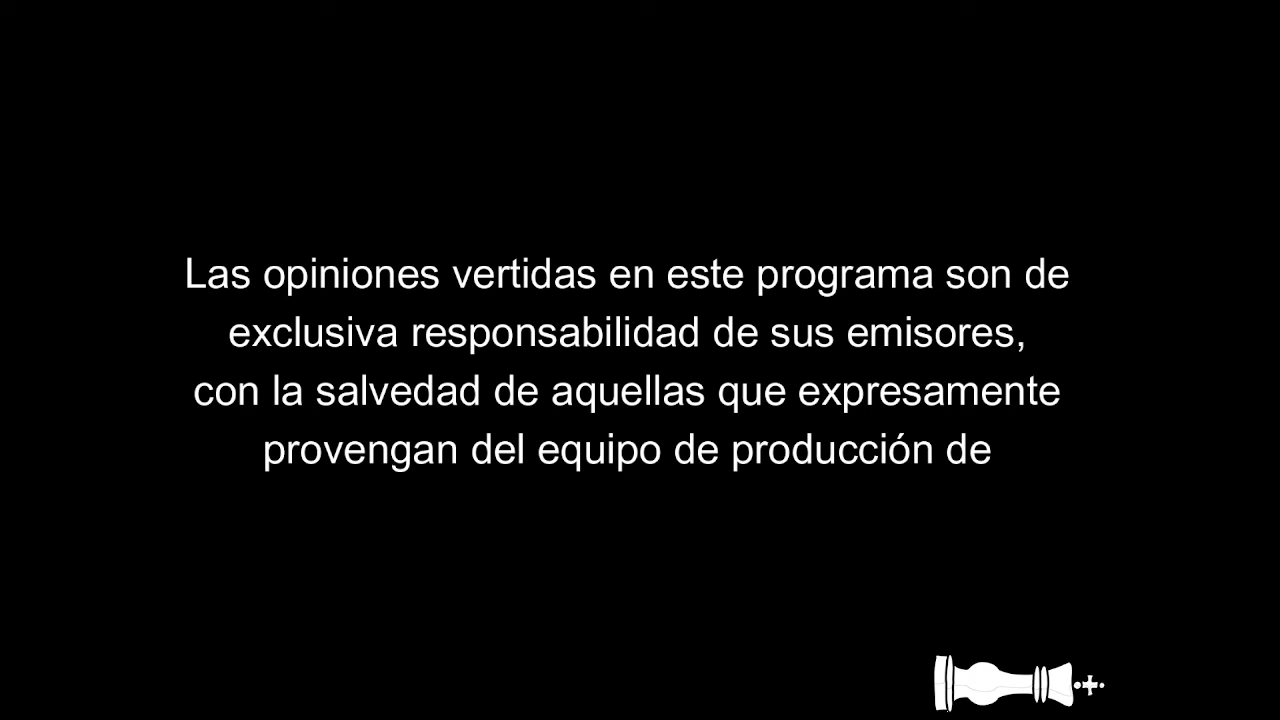 Las opiniones vertidas en este programa son de
exclusiva responsabilidad de sus emisores,
con la salvedad de aquellas que expresamente
provengan del equipo de producción de